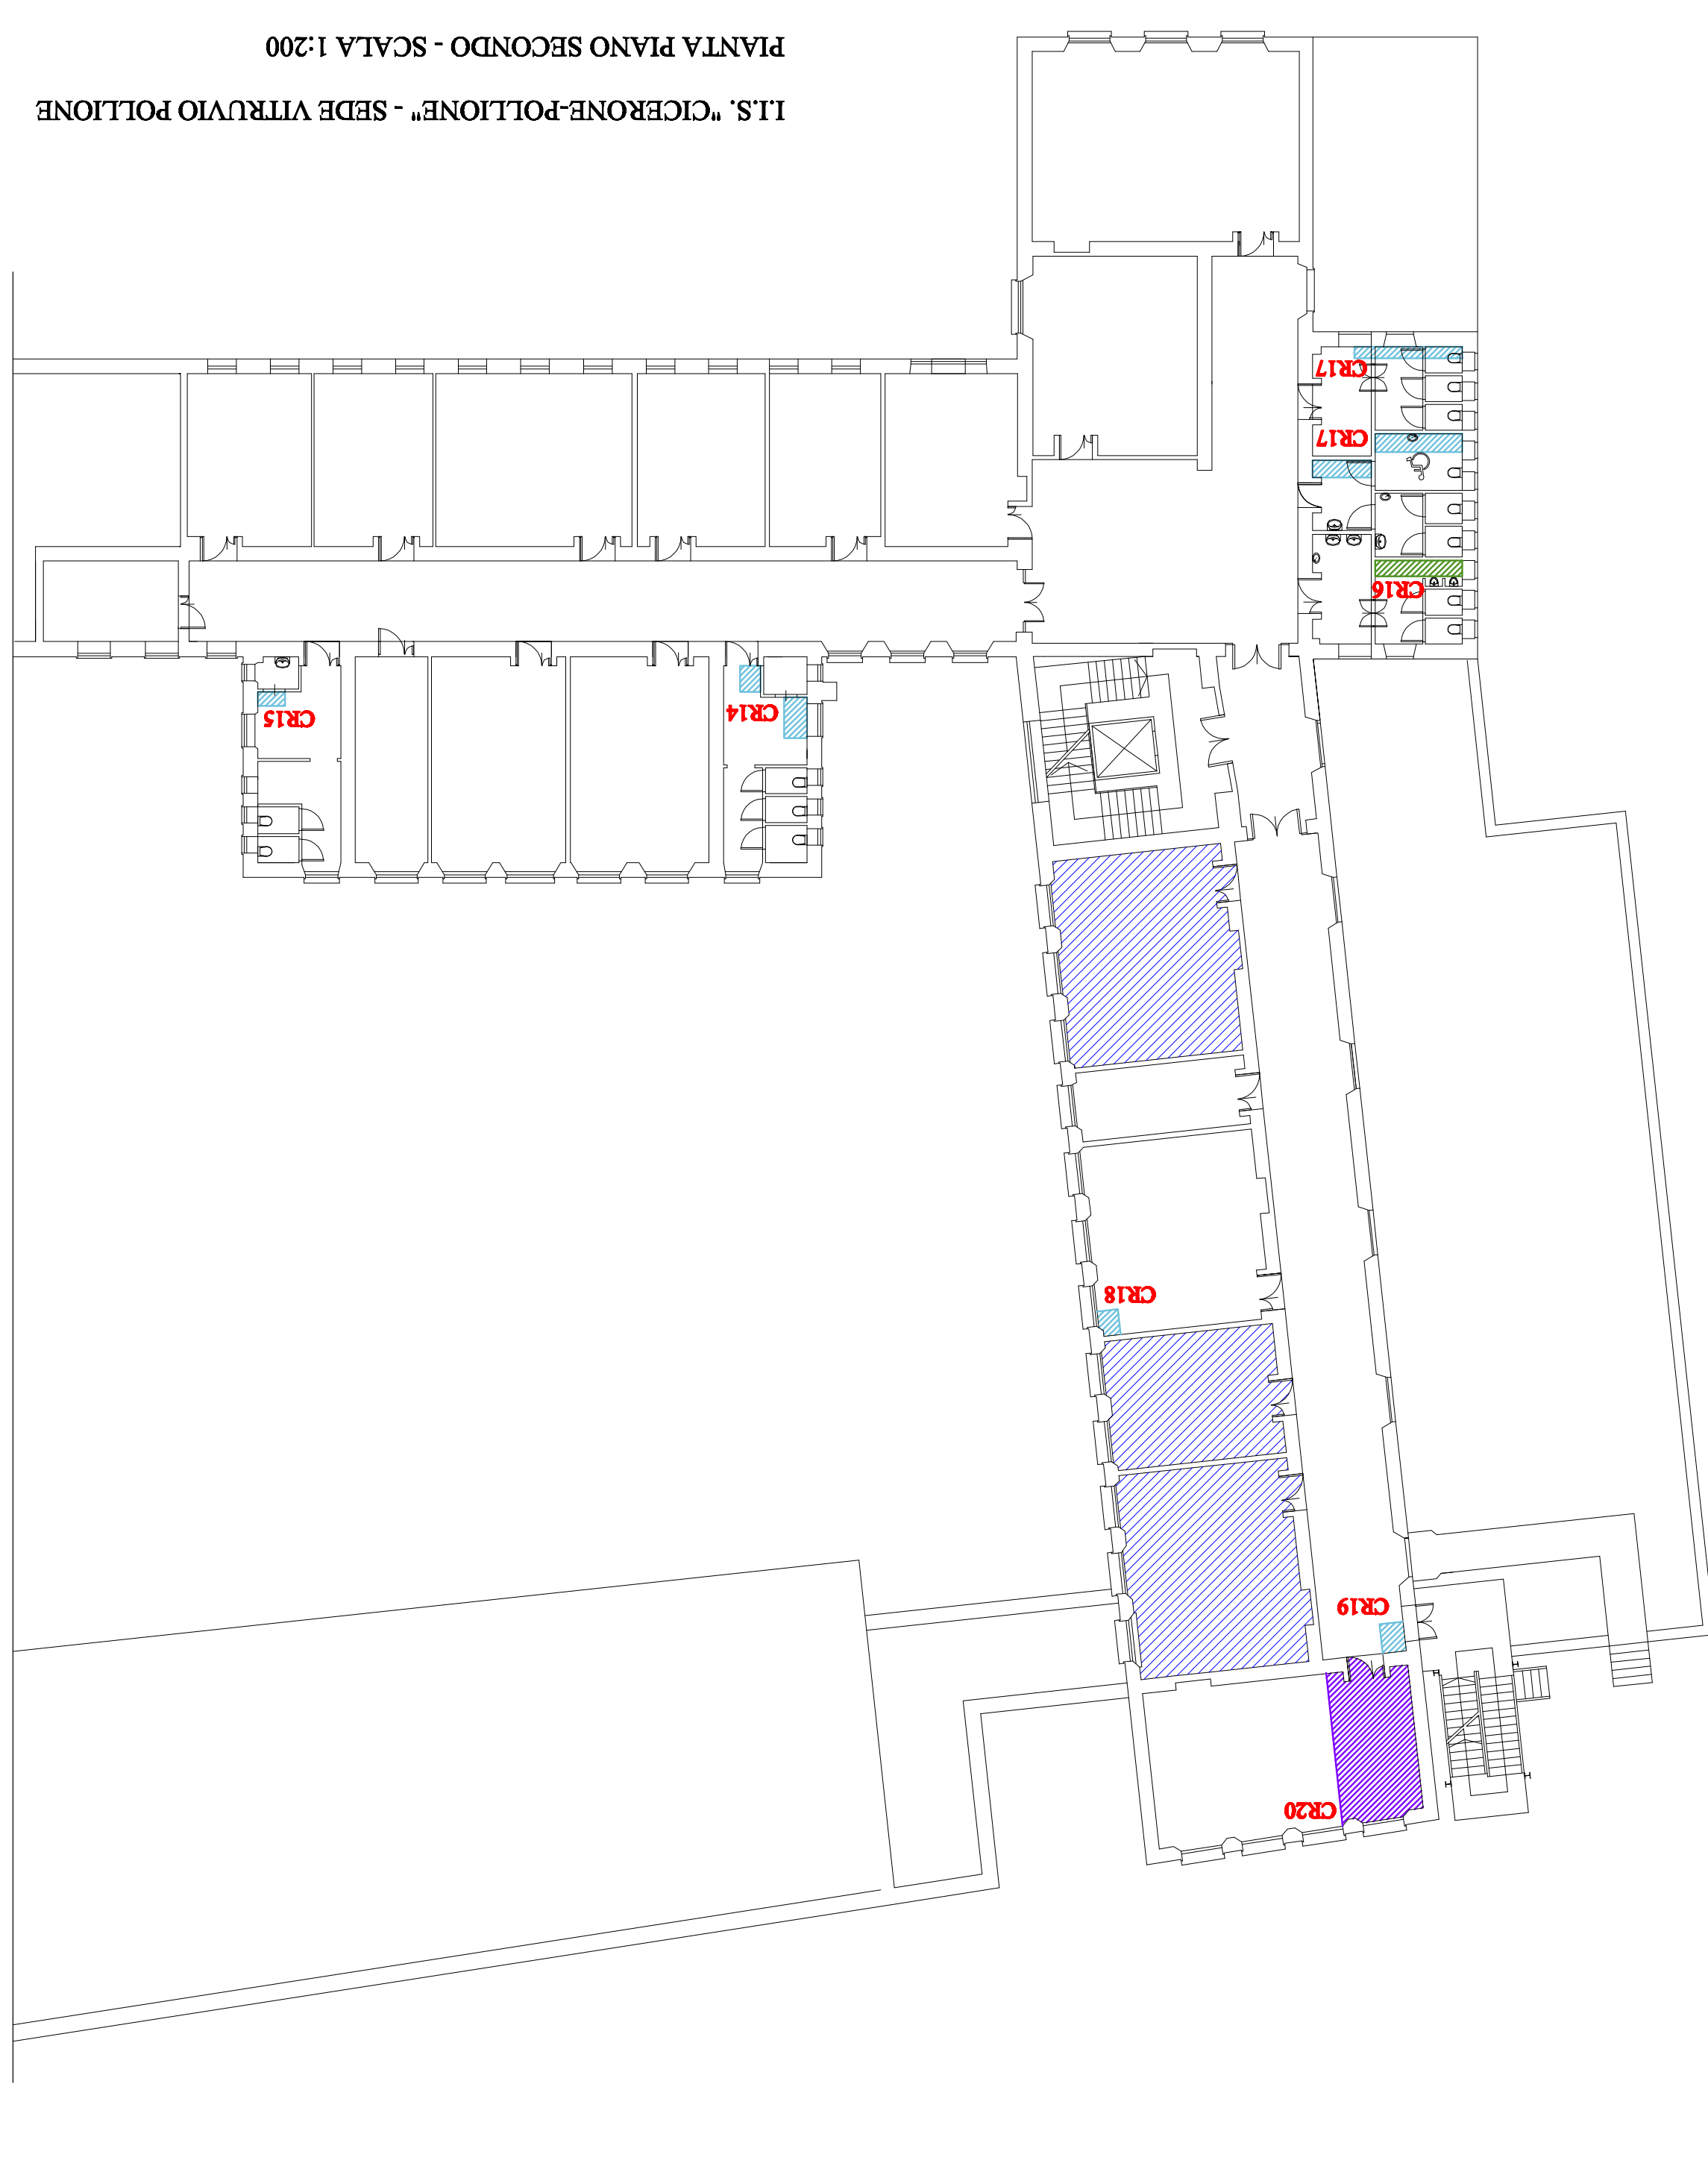 CR20
CR19
CR18
CR15
CR14
CR16
CR17
CR17
I.I.S. "CICERONE-POLLIONE" - SEDE VITRUVIO POLLIONE
PIANTA PIANO SECONDO - SCALA 1:200